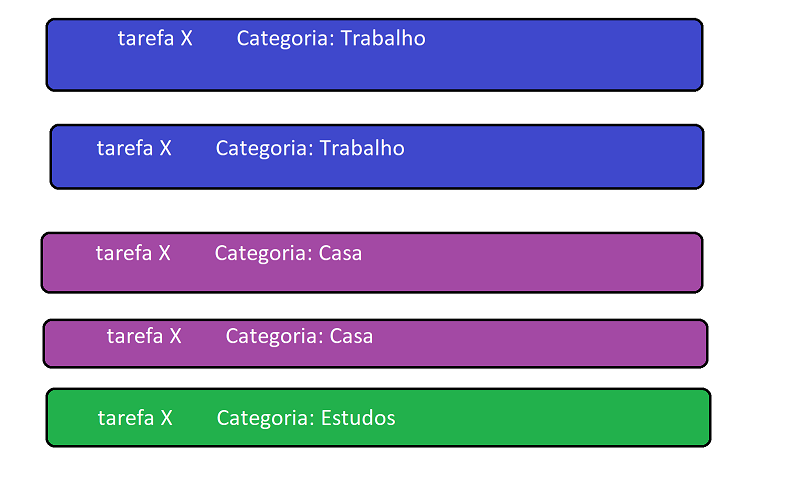 tarefa X Categoria: Trabalho
tarefa X Categoria: Trabalho
tarefa X Categoria: Casa
tarefa X Categoria: Casa
tarefa X Categoria: Estudos